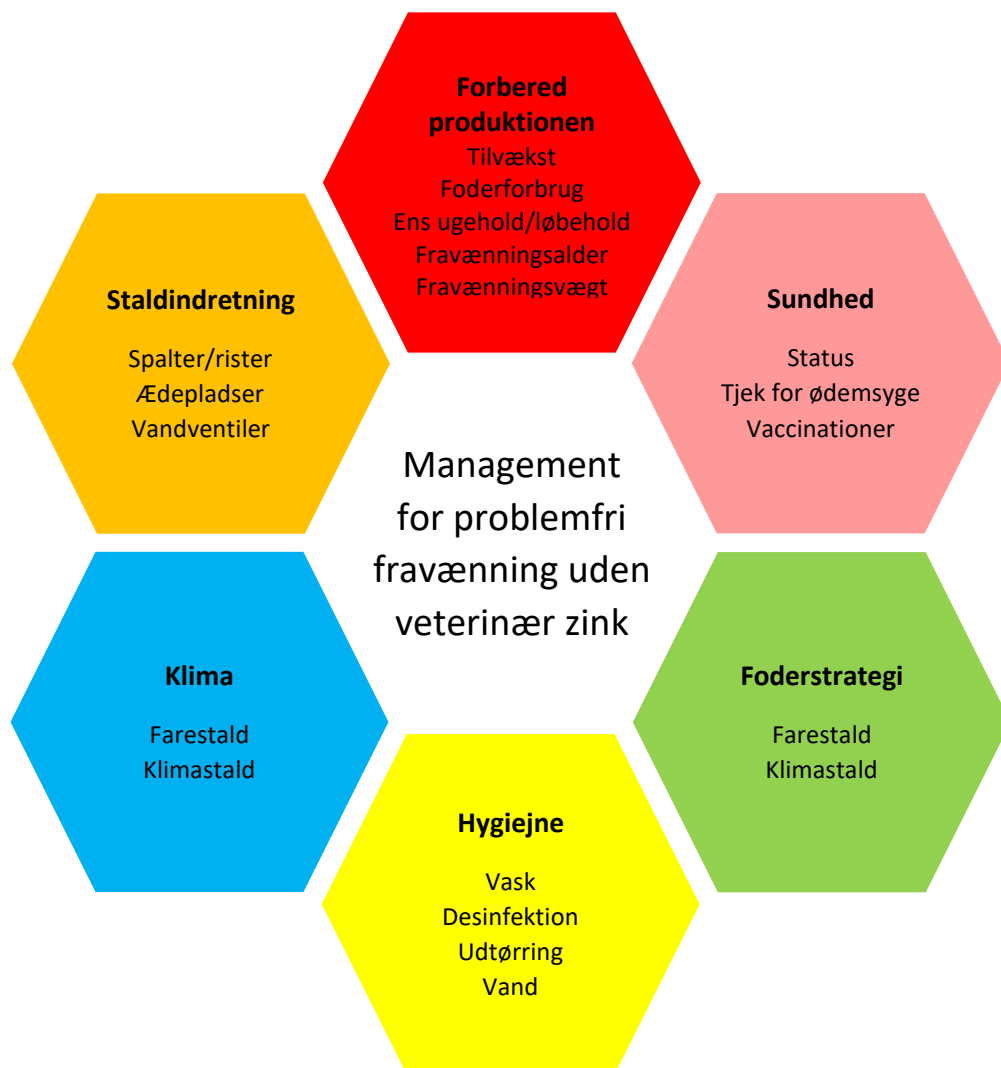 Forbered
produktionen
Tilvækst
Foderforbrug
Ens ugehold/løbehold
Fravænningsalder
Fravænningsvægt
Sundhed
Status
Tjek for ødemsyge
Vaccinationer
Foderstrategi
Farestald
Klimastald
Hygiejne
Vask
Desinfektion
Udtørring
Vand
Klima
Farestald
Klimastald
Staldindretning
Spalter/rister
Ædepladser
Vandventiler
Management
for problemfri
fravænning uden
veterinær zink